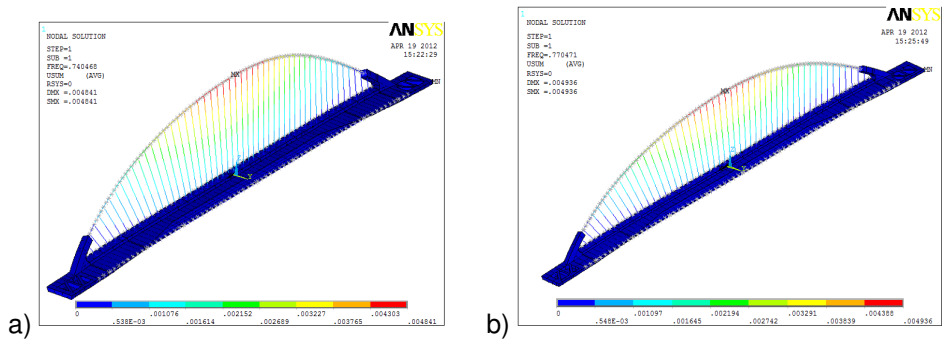 1
ANSYS
NODAL SOLUTION
APR 19 2012
15:22:29
STEP=1
SUB =1
FREQ=.740468
USUM (AVG)
RSYS=0
DMX =.004841
SMX =.004841
MX
MN
Z
Y
0 .001076 .002152 .003227 .004303
.538E-03 .001614 .002689 .003765 .004841
a)
1
ANSYS
NODAL SOLUTION
APR 19 2012
15:25:49
STEP=1
SUB =1
FREQ=.770471
USUM (AVG)
RSYS=0
DMX =.004936
SMX =.004936
MX
MN
Z
Y
0 .001097 .002194 .003291 .004388
.548E-03 .001645 .002742 .003839 .004936
b)